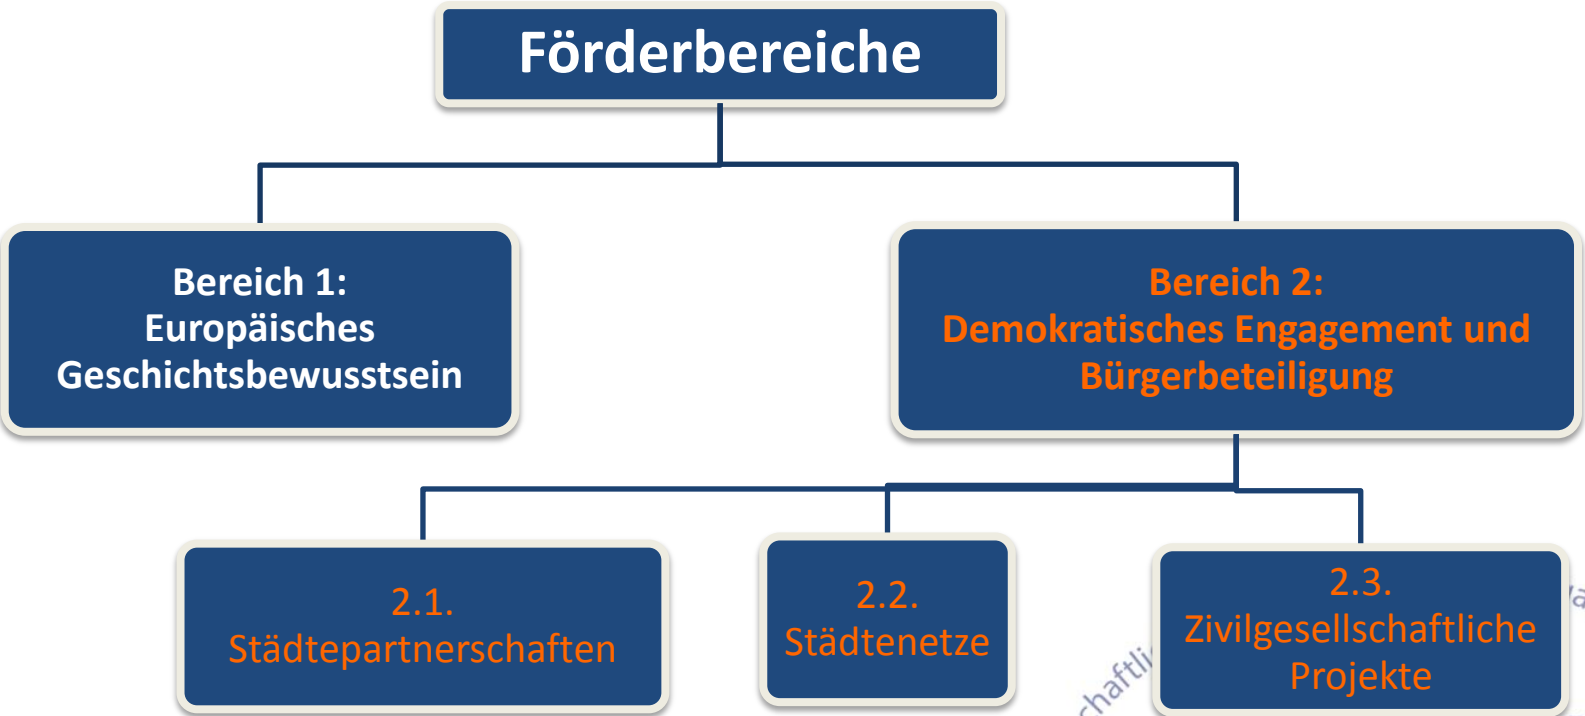 Förderbereiche
Bereich 1:
Europäisches
Geschichtsbewusstsein
Bereich 2:
Demokratisches Engagement und
Bürgerbeteiligung
2.1.
Städtepartnerschaften
2.2.
Städtenetze
2.3.
Zivilgesellschaftliche
Projekte